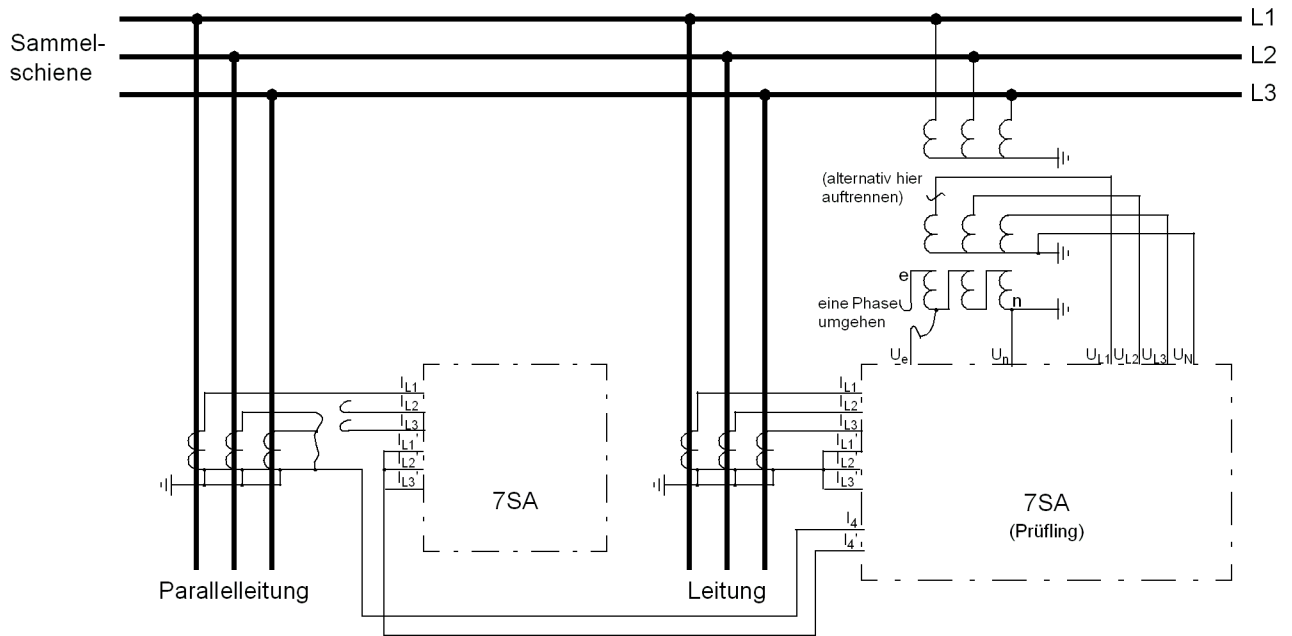 L1
Sammel-
schiene
L2
L3
(alternativ hier
auftrennen)
e
n
eine Phase
umgehen
Ue
Un
UL1
UL2
UL3
UN
IL1
IL2
IL3
IL1'
IL2'
IL3'
7SA
IL1
IL2
IL3
IL1'
IL2'
IL3'
I4
I4'
7SA
(Prüfling)
Parallelleitung
Leitung